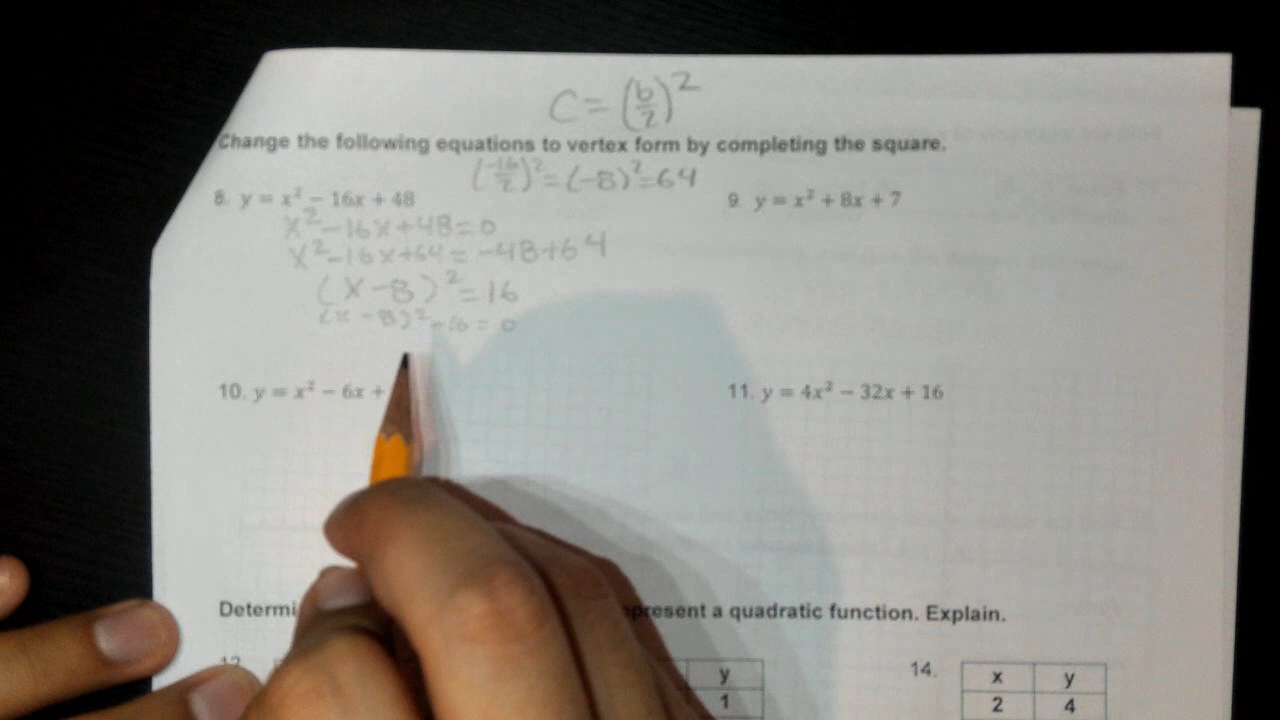 C = (b/2)²
Change the following equations to vertex form by completing the square.
(-16/2)² = (-8)² = 64
8. y = x² − 16x + 48
x² - 16x + 48 = 0
x² - 16x + 64 = -48 + 64
(x - 8)² = 16
(x - 8)² - 16 = 0
9. y = x² + 8x + 7
10. y = x² − 6x +
11. y = 4x² − 32x + 16
Determi present a quadratic function. Explain.
y
1
14.
x y
2 4